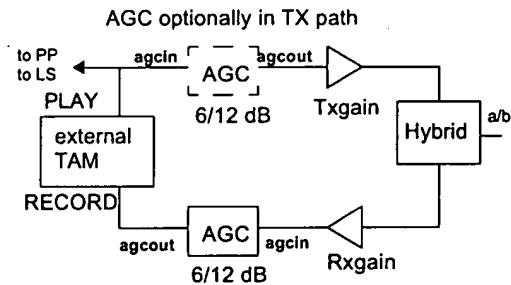 AGC optionally in TX path
to PP
to LS
agcin
AGC
agcout
6/12 dB
Txgain
PLAY
external
TAM
RECORD
Hybrid
a/b
agcout
AGC
agcin
6/12 dB
Rxgain